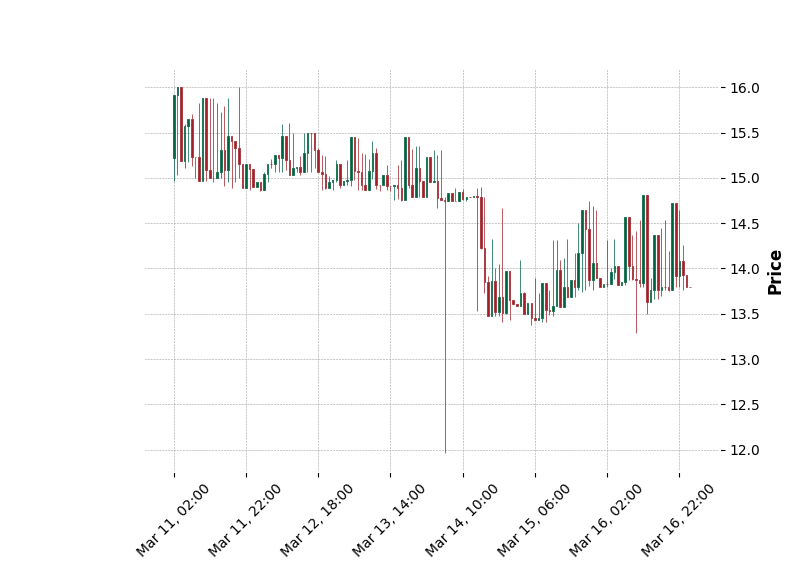 16.0
15.5
15.0
14.5
14.0
13.5
13.0
12.5
12.0
Price
Mar 11, 02:00
Mar 11, 22:00
Mar 12, 18:00
Mar 13, 14:00
Mar 14, 10:00
Mar 15, 06:00
Mar 16, 02:00
Mar 16, 22:00